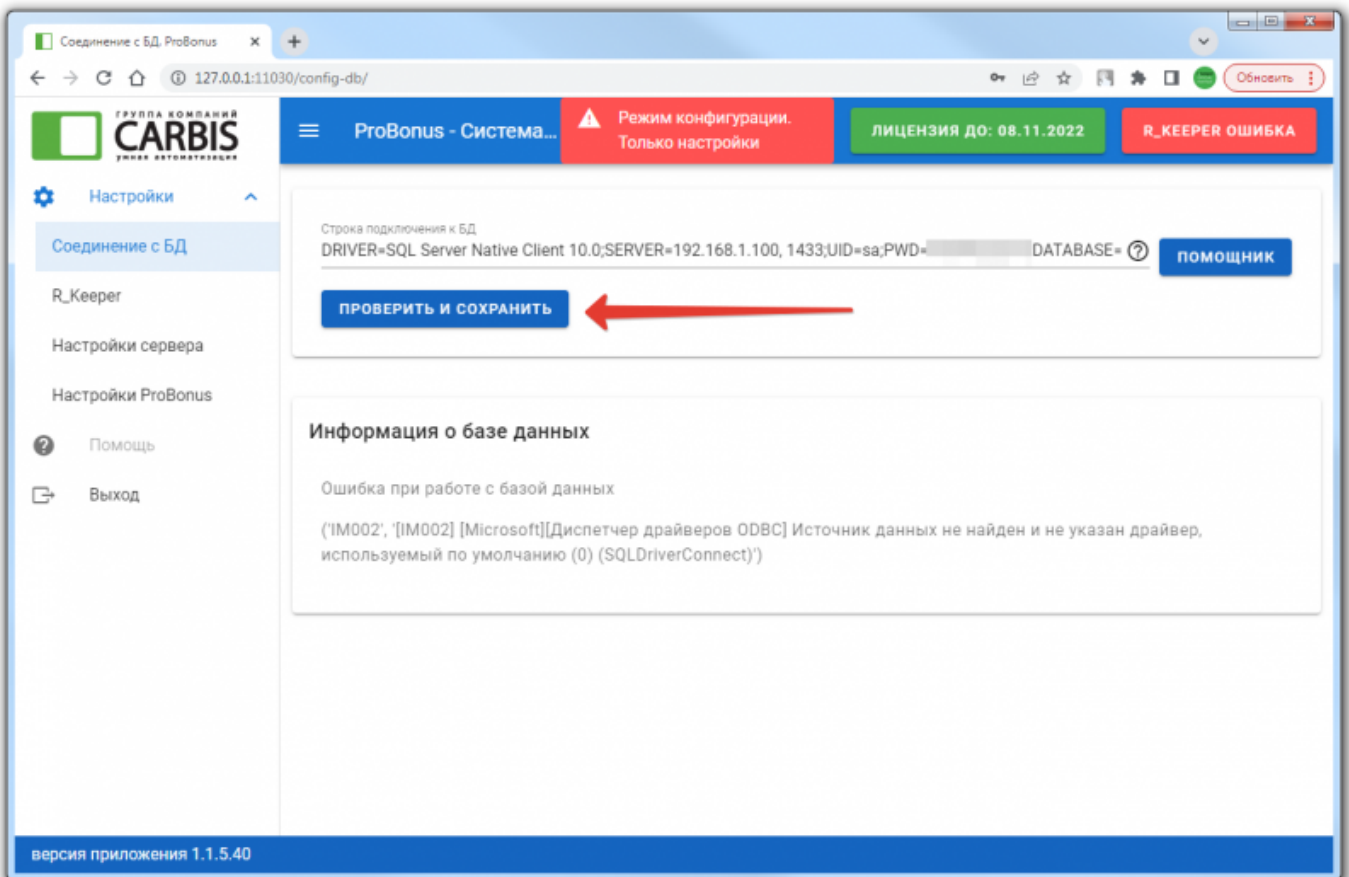 Соединение с БД, ProBonus
127.0.0.1:11030/config-db/
Обновить
ГРУППА КОМПАНИЙ
CARBIS
умная автоматизация
ProBonus - Система...
Режим конфигурации.
Только настройки
ЛИЦЕНЗИЯ ДО: 08.11.2022
R_KEEPER ОШИБКА
Настройки
Соединение с БД
R_Keeper
Настройки сервера
Настройки ProBonus
Помощь
Выход
Строка подключения к БД
DRIVER=SQL Server Native Client 10.0;SERVER=192.168.1.100, 1433;UID=sa;PWD= DATABASE=
ПОМОЩНИК
ПРОВЕРИТЬ И СОХРАНИТЬ
Информация о базе данных
Ошибка при работе с базой данных
('IM002', '[IM002] [Microsoft][Диспетчер драйверов ODBC] Источник данных не найден и не указан драйвер,
используемый по умолчанию (0) (SQLDriverConnect)')
версия приложения 1.1.5.40